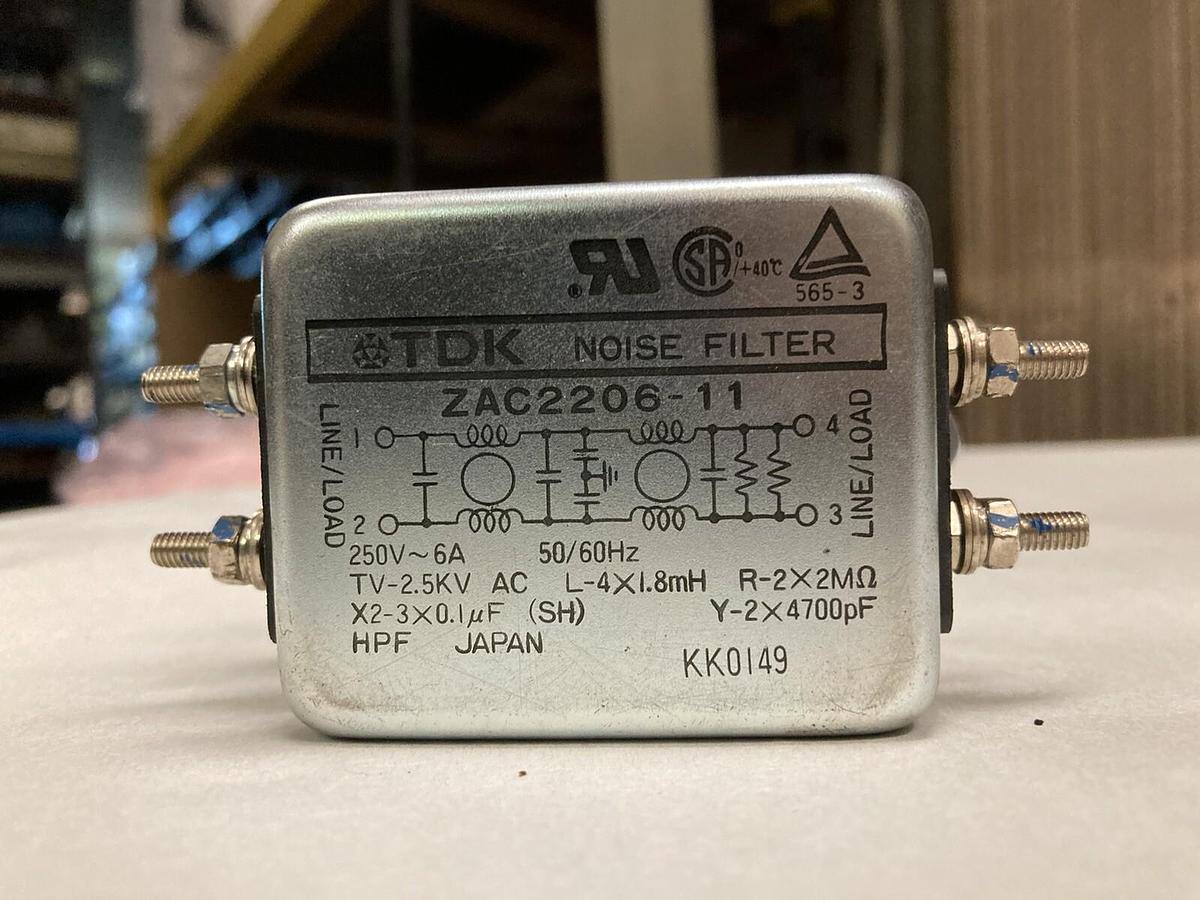 ® RU SA 0/+40℃
565-3
TDK NOISE FILTER
ZAC2206-11
LINE/LOAD
1
2
4
3
LINE/LOAD
250V~6A 50/60Hz
TV-2.5KV AC L-4×1.8mH R-2×2MΩ
X2-3×0.1μF (SH) Y-2×4700pF
HPF JAPAN
KK0149